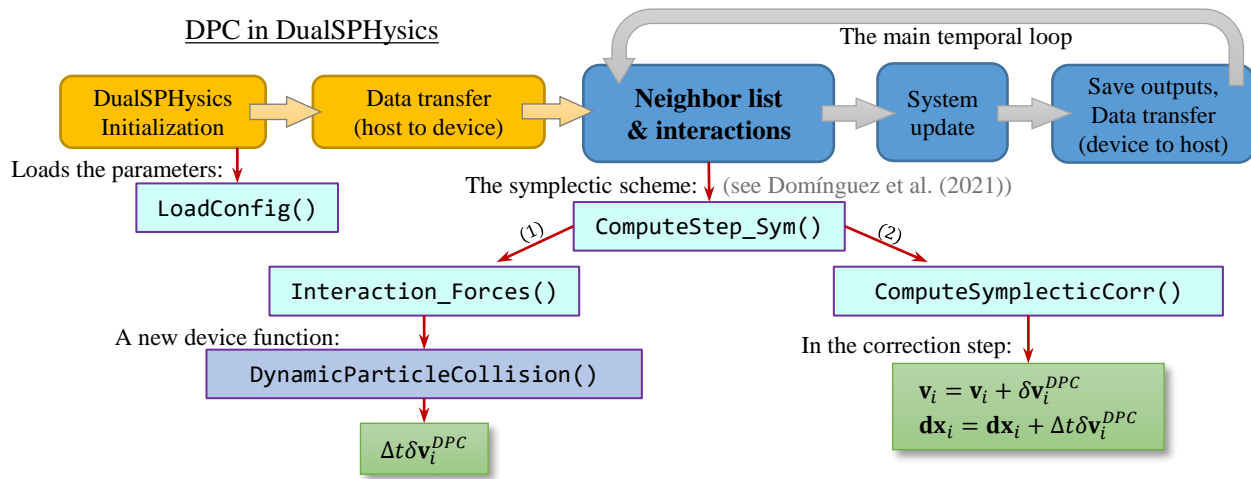 DPC in DualSPHysics
The main temporal loop
DualSPHysics
Initialization
Data transfer
(host to device)
Neighbor list
& interactions
System
update
Save outputs,
Data transfer
(device to host)
Loads the parameters:
LoadConfig()
The symplectic scheme: (see Domínguez et al. (2021))
ComputeStep_Sym()
(1)
(2)
Interaction_Forces()
ComputeSymplecticCorr()
A new device function:
In the correction step:
DynamicParticleCollision()
Δtδv_i^{DPC}
v_i = v_i + δv_i^{DPC}
dx_i = dx_i + Δtδv_i^{DPC}